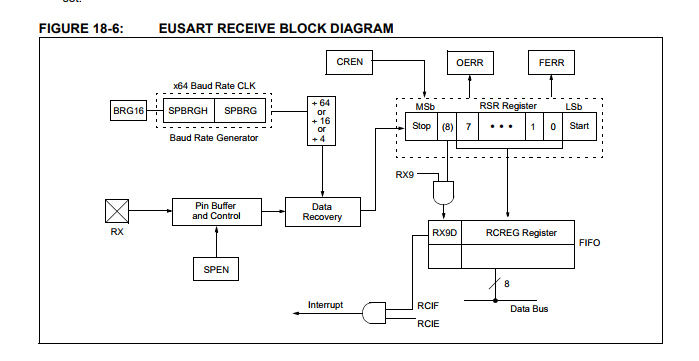 set.
FIGURE 18-6: EUSART RECEIVE BLOCK DIAGRAM
CREN
OERR
FERR
x64 Baud Rate CLK
BRG16
SPBRGH
SPBRG
Baud Rate Generator
÷ 64
or
÷ 16
or
÷ 4
MSb
RSR Register
LSb
Stop
(8)
7
• • •
1
0
Start
RX9
RX
Pin Buffer
and Control
SPEN
Data
Recovery
RX9D
RCREG Register
FIFO
8
Data Bus
Interrupt
RCIF
RCIE